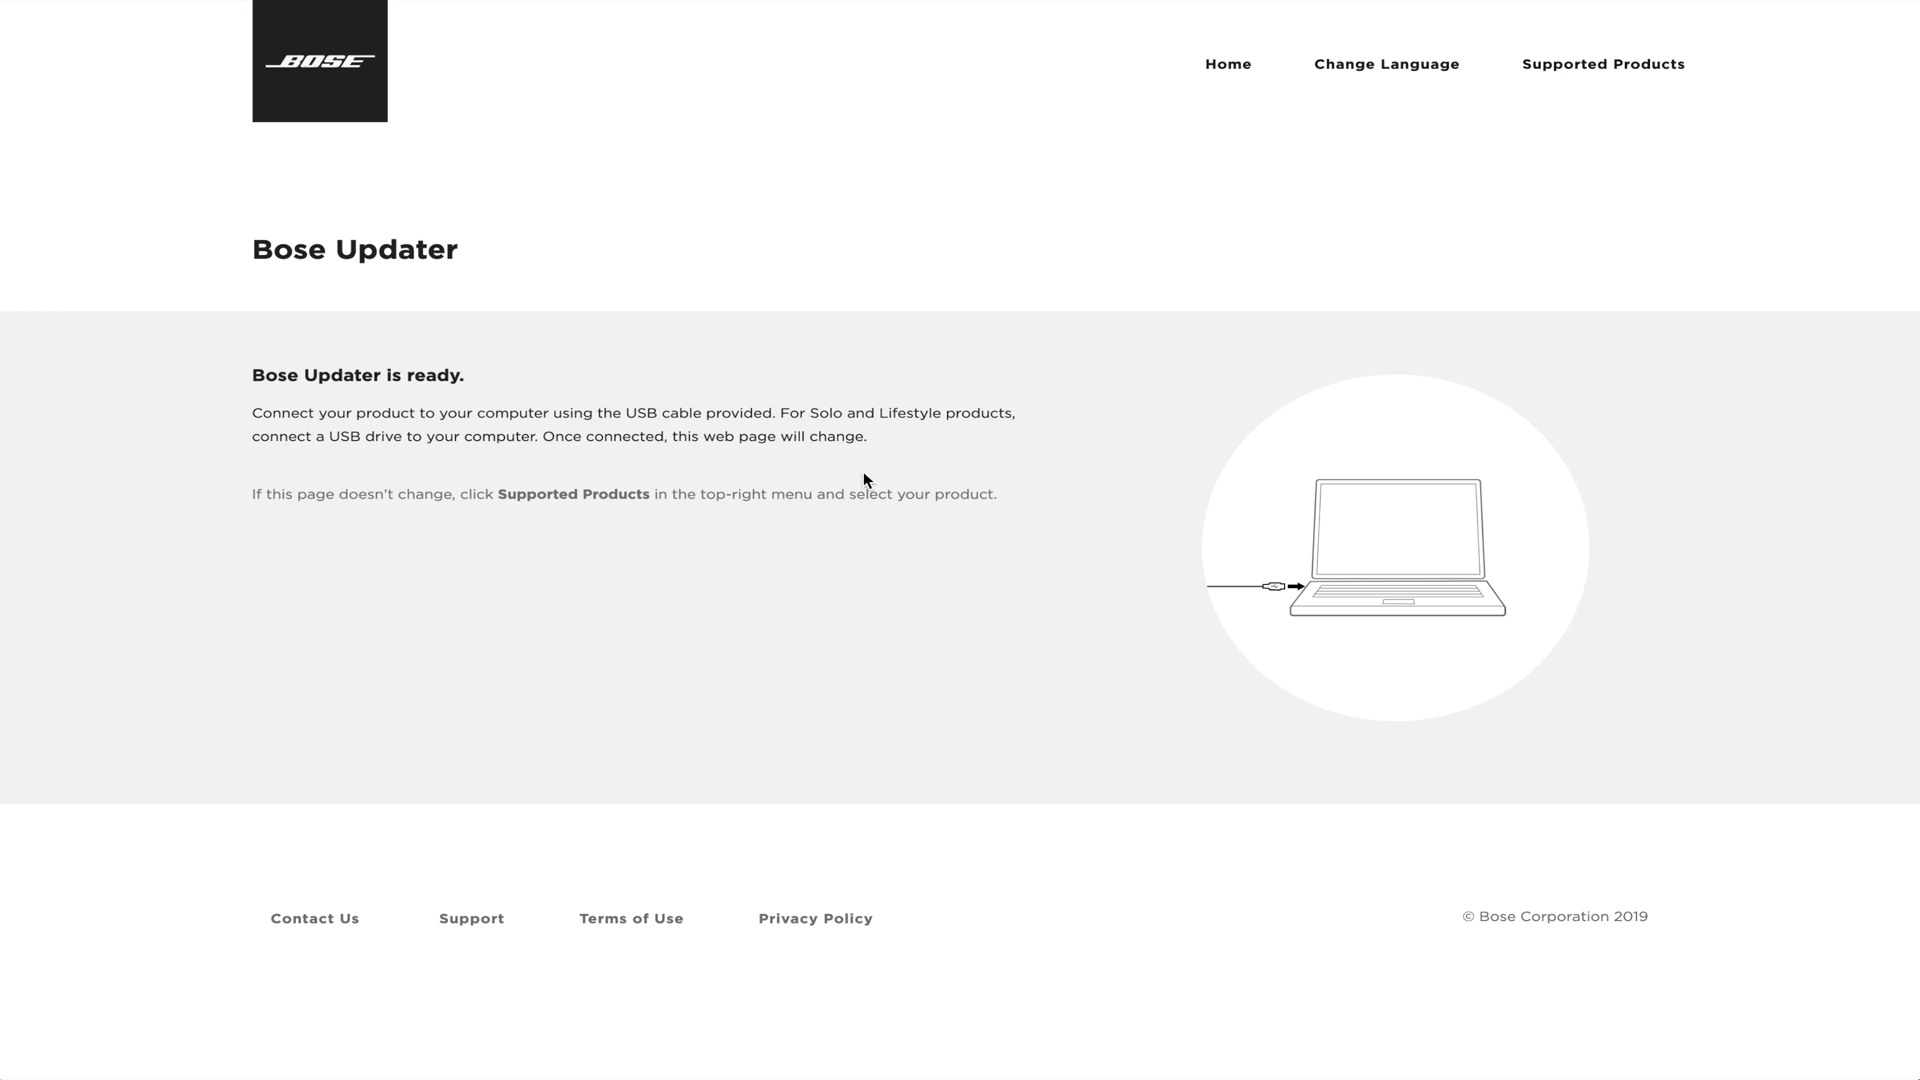 BOSE
Home
Change Language
Supported Products
Bose Updater
Bose Updater is ready.
Connect your product to your computer using the USB cable provided. For Solo and Lifestyle products,
connect a USB drive to your computer. Once connected, this web page will change.
If this page doesn’t change, click Supported Products in the top-right menu and select your product.
Contact Us
Support
Terms of Use
Privacy Policy
© Bose Corporation 2019